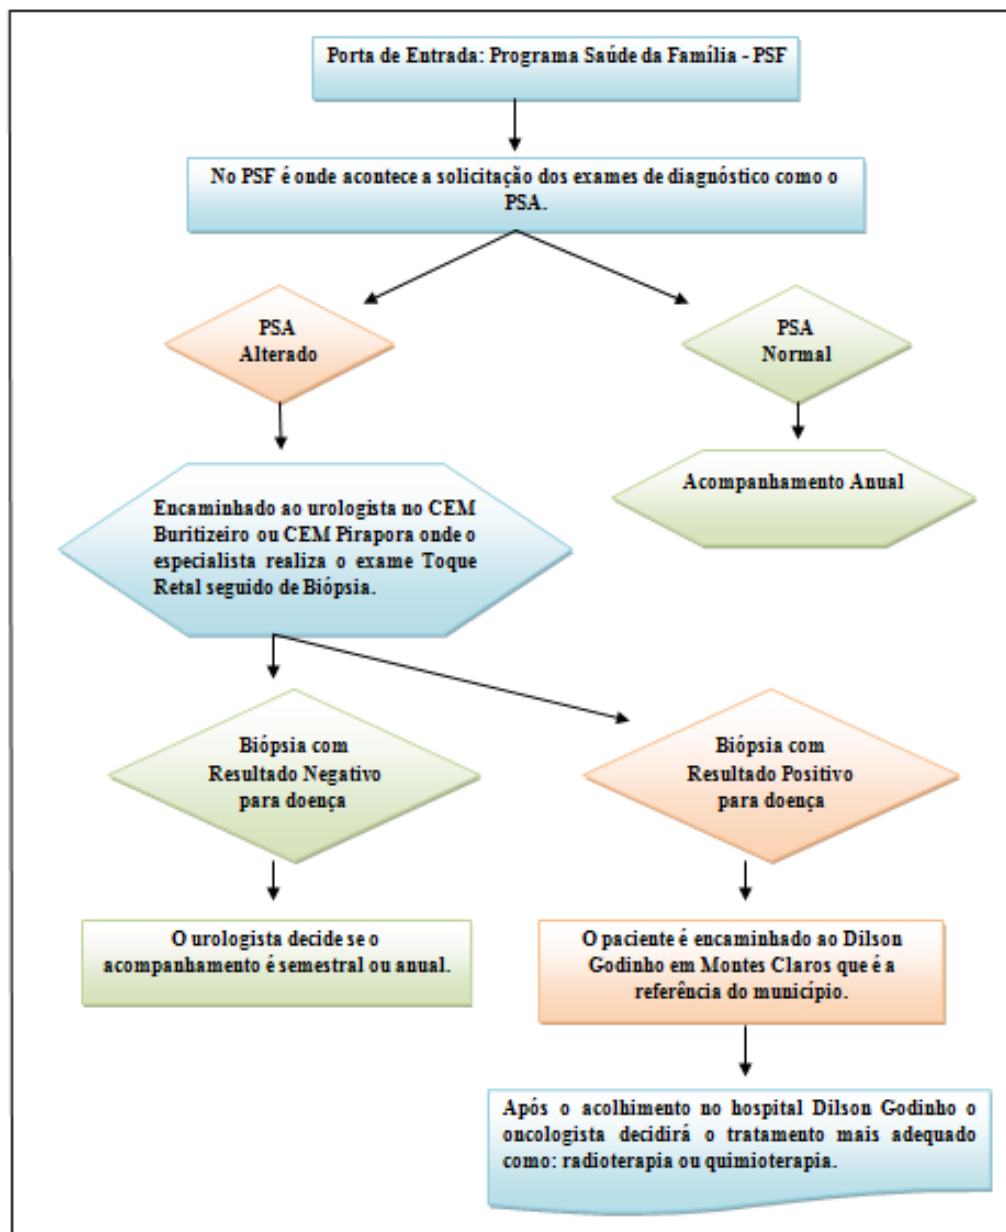 Porta de Entrada: Programa Saúde da Família - PSF
No PSF é onde acontece a solicitação dos exames de diagnóstico como o
PSA.
PSA
Alterado
PSA
Normal
Encaminhado ao urologista no CEM
Buritizeiro ou CEM Pirapora onde o
especialista realiza o exame Toque
Retal seguido de Biópsia.
Acompanhamento Anual
Biópsia com
Resultado Negativo
para doença
Biópsia com
Resultado Positivo
para doença
O urologista decide se o
acompanhamento é semestral ou anual.
O paciente é encaminhado ao Dilson
Godinho em Montes Claros que é a
referência do município.
Após o acolhimento no hospital Dilson Godinho o
oncologista decidirá o tratamento mais adequado
como: radioterapia ou quimioterapia.